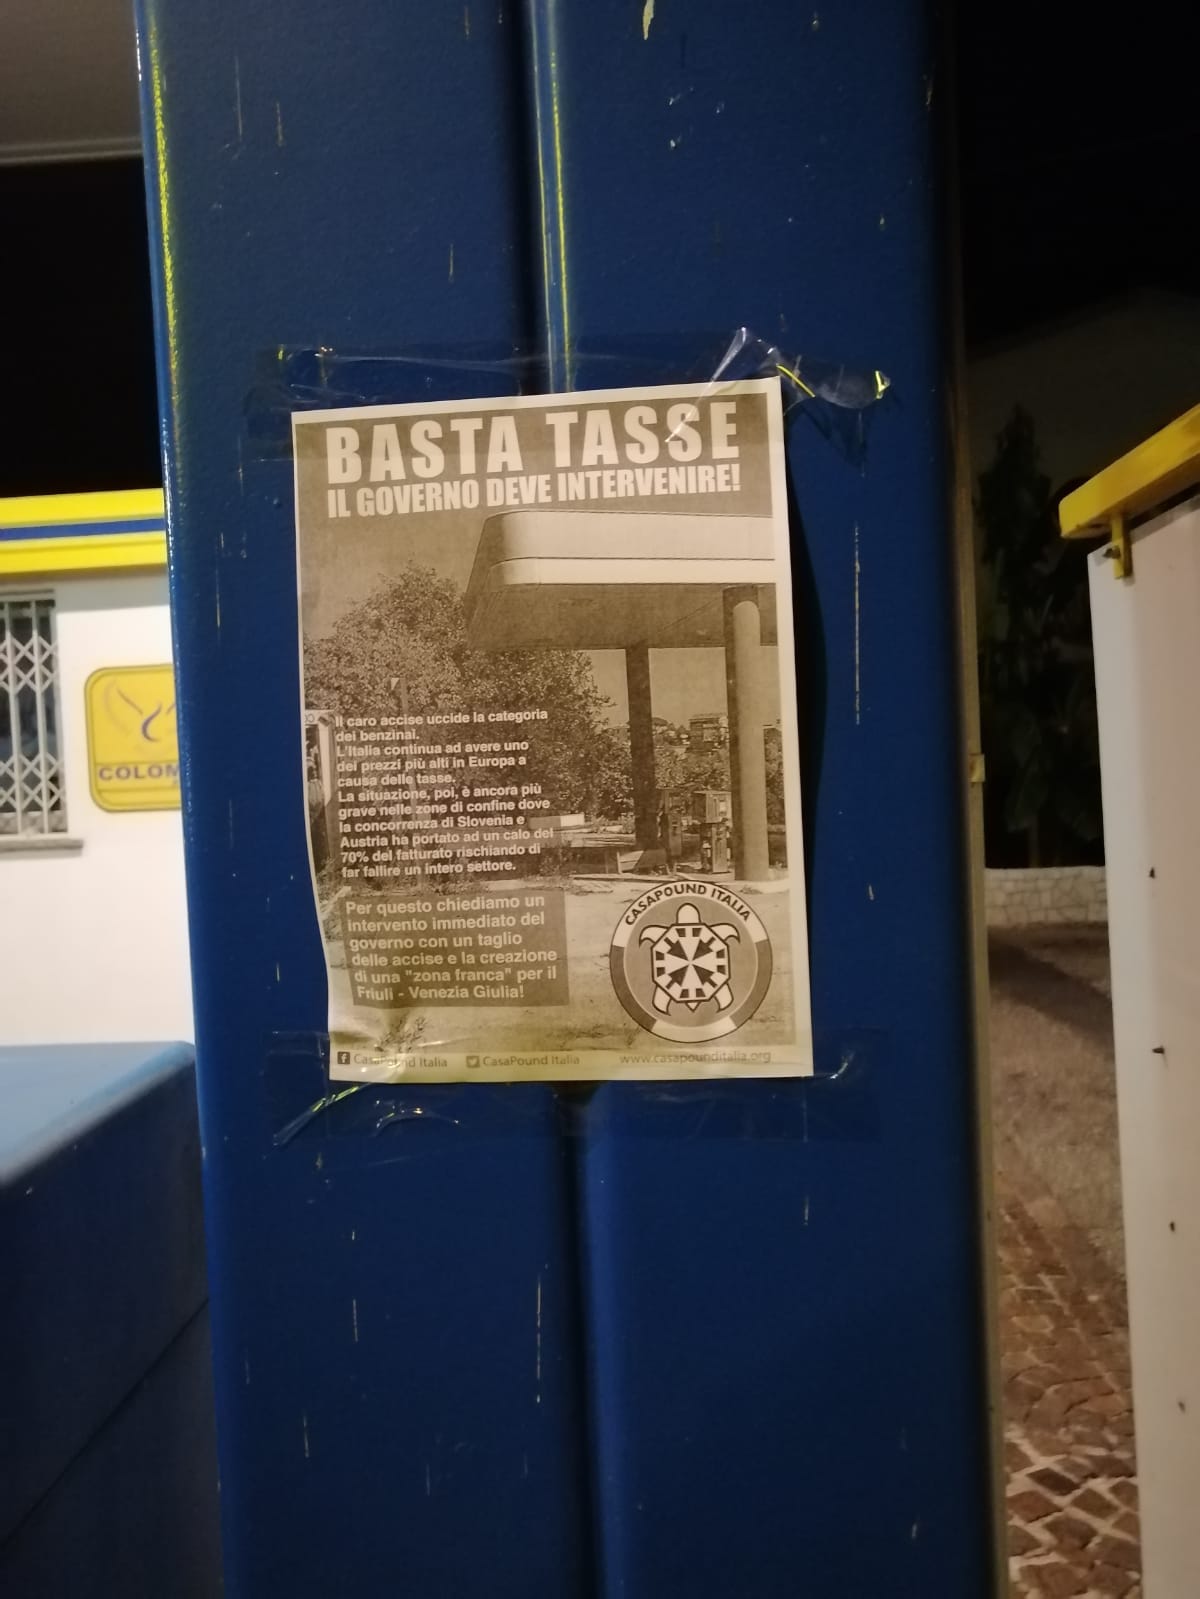 BASTA TASSE
IL GOVERNO DEVE INTERVENIRE!
Il caro accise uccide la categoria
dei benzinai.
L'Italia continua ad avere uno
dei prezzi più alti in Europa a
causa delle tasse.
La situazione, poi, è ancora più
grave nelle zone di confine dove
la concorrenza di Slovenia e
Austria ha portato ad un calo del
70% del fatturato rischiando di
far fallire un intero settore.
Per questo chiediamo un
intervento immediato del
governo con un taglio
delle accise e la creazione
di una "zona franca" per il
Friuli - Venezia Giulia!
CASAPOUND ITALIA
CasaPound Italia
CasaPound Italia
www.casapounditalia.org
COLOM